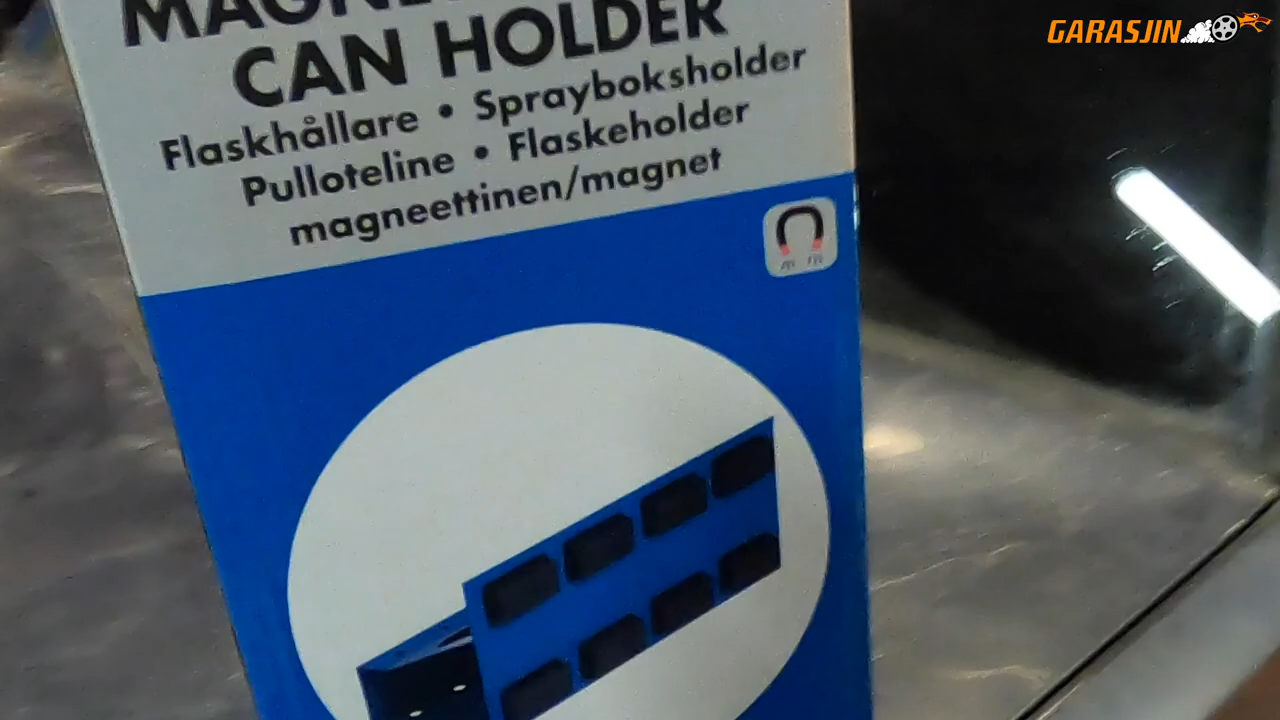 CAN HOLDER
Flaskhållare • Sprayboksholder
Pulloteline • Flaskeholder
magneettinen/magnet
GARASJIN